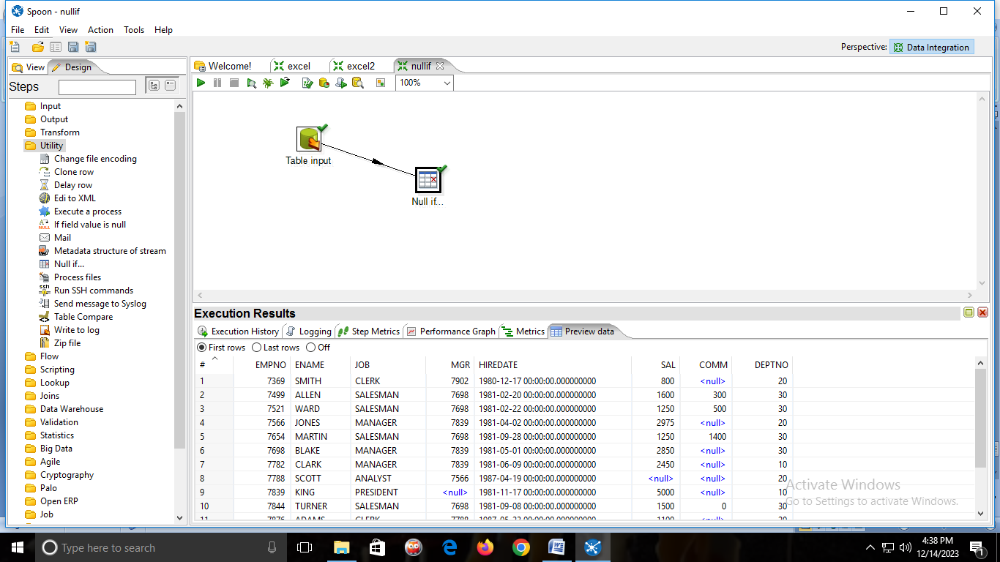 Spoon - nullif
File Edit View Action Tools Help
Perspective: Data Integration
View Design
Welcome! excel excel2 nullif
Steps
100%
Input
Output
Transform
Utility
Change file encoding
Clone row
Delay row
Edi to XML
Execute a process
If field value is null
Mail
Metadata structure of stream
Null if...
Process files
Run SSH commands
Send message to Syslog
Table Compare
Write to log
Zip file
Flow
Scripting
Lookup
Joins
Data Warehouse
Validation
Statistics
Big Data
Agile
Cryptography
Palo
Open ERP
Job
Table input
Null if...
Execution Results
Execution History Logging Step Metrics Performance Graph Metrics Preview data
First rows Last rows Off
# EMPNO ENAME JOB MGR HIREDATE SAL COMM DEPTNO
1 7369 SMITH CLERK 7902 1980-12-17 00:00:00.000000000 800 <null> 20
2 7499 ALLEN SALESMAN 7698 1981-02-20 00:00:00.000000000 1600 300 30
3 7521 WARD SALESMAN 7698 1981-02-22 00:00:00.000000000 1250 500 30
4 7566 JONES MANAGER 7839 1981-04-02 00:00:00.000000000 2975 <null> 20
5 7654 MARTIN SALESMAN 7698 1981-09-28 00:00:00.000000000 1250 1400 30
6 7698 BLAKE MANAGER 7839 1981-05-01 00:00:00.000000000 2850 <null> 30
7 7782 CLARK MANAGER 7839 1981-06-09 00:00:00.000000000 2450 <null> 10
8 7788 SCOTT ANALYST 7566 1987-04-19 00:00:00.000000000 <null> <null> 20
9 7839 KING PRESIDENT <null> 1981-11-17 00:00:00.000000000 5000 <null> 10
10 7844 TURNER SALESMAN 7698 1981-09-08 00:00:00.000000000 1500 0 30
11 7876 ADAMS CLERK 7788 1987-05-23 00:00:00.000000000 1100 <null> 20
Activate Windows
Go to Settings to activate Windows.
Type here to search
4:38 PM
12/14/2023
1